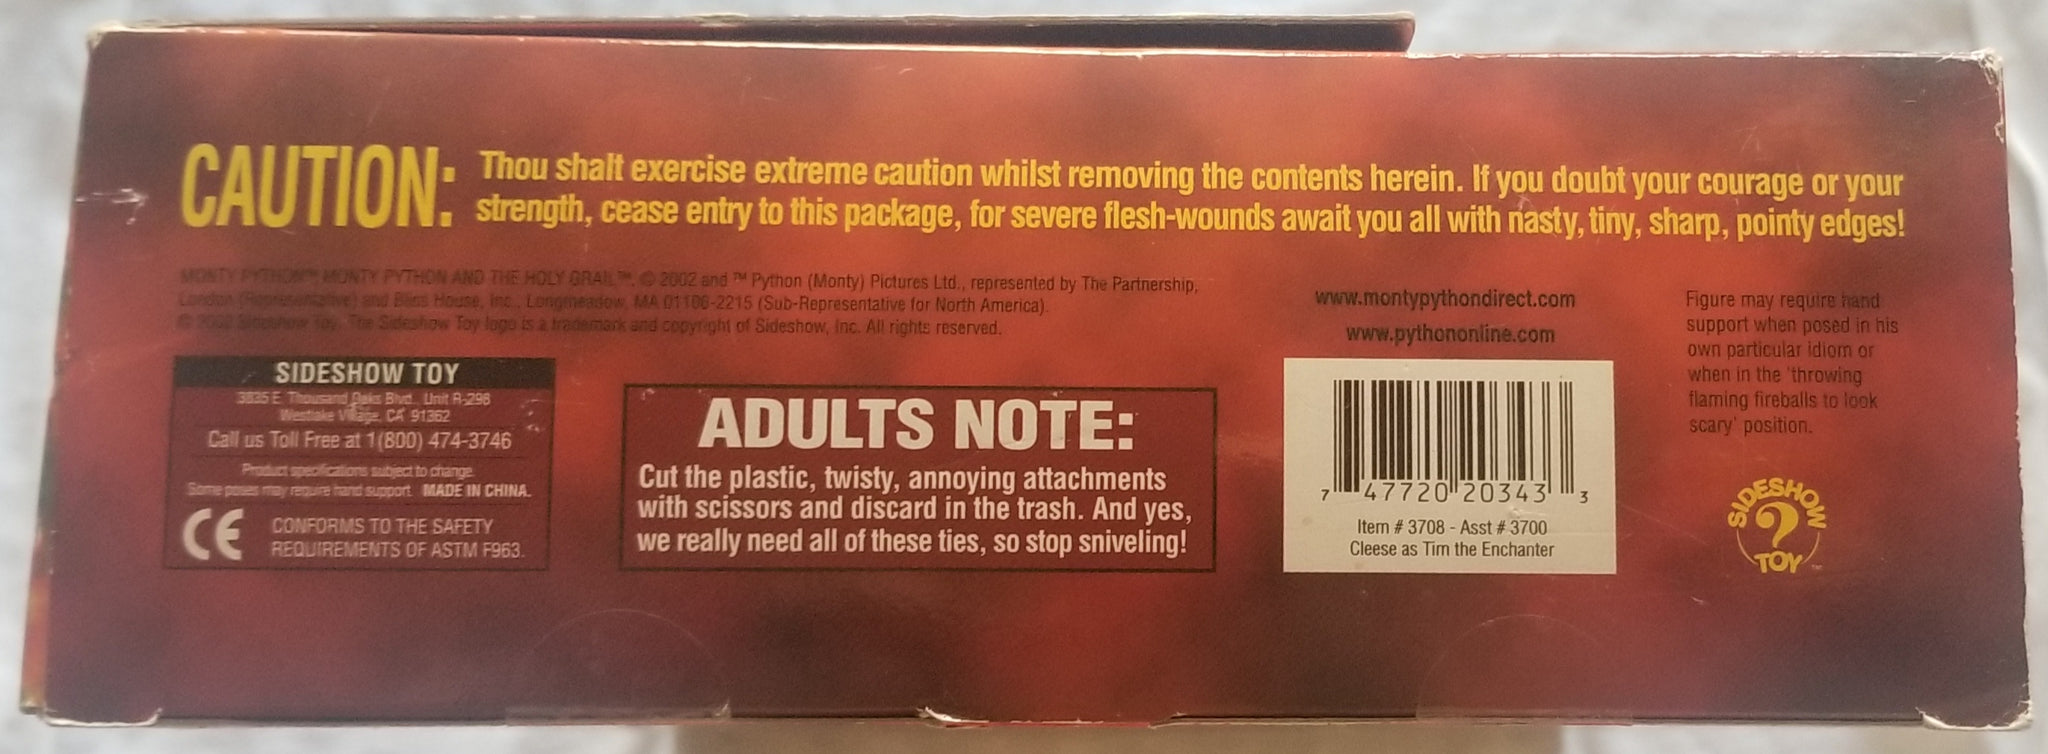 CAUTION: Thou shalt exercise extreme caution whilst removing the contents herein. If you doubt your courage or your
strength, cease entry to this package, for severe flesh-wounds await you all with nasty, tiny, sharp, pointy edges!
MONTY PYTHON™ MONTY PYTHON AND THE HOLY GRAIL™. © 2002 and ™ Python (Monty) Pictures Ltd., represented by The Partnership,
London (Representative) and Bliss House, Inc., Longmeadow, MA 01106-2215 (Sub-Representative for North America).
© 2002 Sideshow Toy. The Sideshow Toy logo is a trademark and copyright of Sideshow, Inc. All rights reserved.
SIDESHOW TOY
3835 E. Thousand Oaks Blvd., Unit R-298
Westlake Village, CA 91362
Call us Toll Free at 1(800) 474-3746
Product specifications subject to change.
Some poses may require hand support. MADE IN CHINA.
CE CONFORMS TO THE SAFETY
REQUIREMENTS OF ASTM F963.
ADULTS NOTE:
Cut the plastic, twisty, annoying attachments
with scissors and discard in the trash. And yes,
we really need all of these ties, so stop sniveling!
www.montypythondirect.com
www.pythononline.com
7 47720 20343 3
Item # 3708 - Asst # 3700
Cleese as Tim the Enchanter
Figure may require hand
support when posed in his
own particular idiom or
when in the 'throwing
flaming fireballs to look
scary' position.
SIDESHOW
?
TOY™